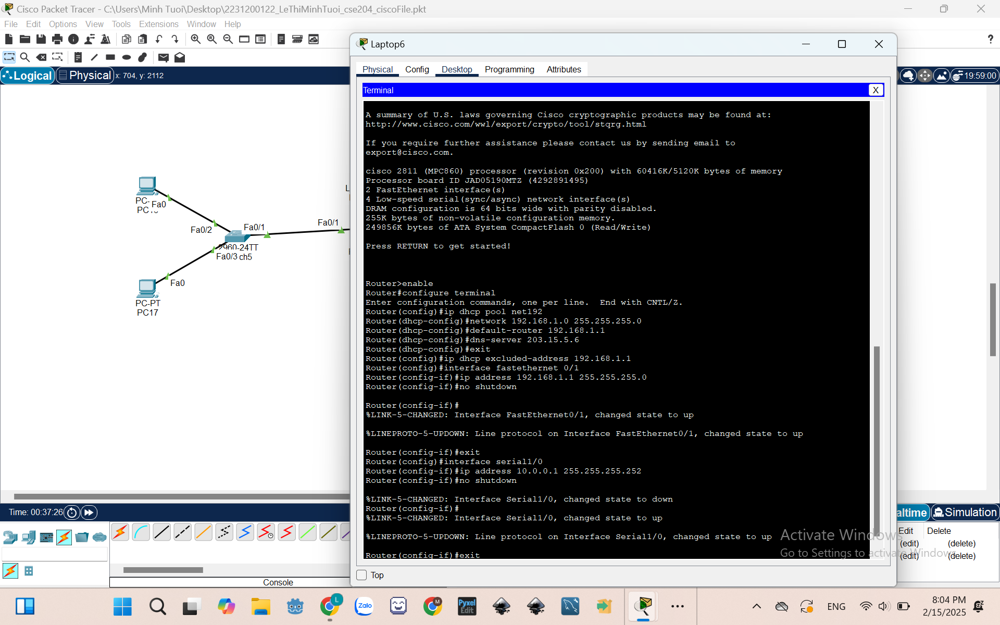 Cisco Packet Tracer - C:\Users\Minh Tuoi\Desktop\2231200122_LeThiMinhTuoi_cse204_ciscoFile.pkt
File Edit Options View Tools Extensions Window Help
?
Logical Physical x: 704, y: 2112
19:59:00
Laptop6
Physical Config Desktop Programming Attributes
Terminal
X
A summary of U.S. laws governing Cisco cryptographic products may be found at:
http://www.cisco.com/wwl/export/crypto/tool/stqrg.html
If you require further assistance please contact us by sending email to
export@cisco.com.
cisco 2811 (MPC860) processor (revision 0x200) with 60416K/5120K bytes of memory
Processor board ID JAD05190MTZ (4292891495)
2 FastEthernet interface(s)
4 Low-speed serial(sync/async) network interface(s)
DRAM configuration is 64 bits wide with parity disabled.
255K bytes of non-volatile configuration memory.
249856K bytes of ATA System CompactFlash 0 (Read/Write)
Press RETURN to get started!
Router>enable
Router#configure terminal
Enter configuration commands, one per line.  End with CNTL/Z.
Router(config)#ip dhcp pool net192
Router(dhcp-config)#network 192.168.1.0 255.255.255.0
Router(dhcp-config)#default-router 192.168.1.1
Router(dhcp-config)#dns-server 203.15.5.6
Router(dhcp-config)#exit
Router(config)#ip dhcp excluded-address 192.168.1.1
Router(config)#interface fastethernet 0/1
Router(config-if)#ip address 192.168.1.1 255.255.255.0
Router(config-if)#no shutdown
Router(config-if)#
%LINK-5-CHANGED: Interface FastEthernet0/1, changed state to up
%LINEPROTO-5-UPDOWN: Line protocol on Interface FastEthernet0/1, changed state to up
Router(config-if)#exit
Router(config)#interface serial1/0
Router(config-if)#ip address 10.0.0.1 255.255.255.252
Router(config-if)#no shutdown
%LINK-5-CHANGED: Interface Serial1/0, changed state to down
Router(config-if)#
%LINK-5-CHANGED: Interface Serial1/0, changed state to up
%LINEPROTO-5-UPDOWN: Line protocol on Interface Serial1/0, changed state to up
Router(config-if)#exit
Top
PC- Fa0
PC
Fa0/2
Fa0/1
Fa0/1
2960-24TT
Fa0/3 ch5
Fa0
PC-PT
PC17
Time: 00:37:26
altime Simulation
Edit Delete
(edit) (delete)
(edit) (delete)
Activate Windows
Go to Settings to activate Windows.
Console
L
Zalo
M
Pyxel
Edit
ENG
8:04 PM
2/15/2025